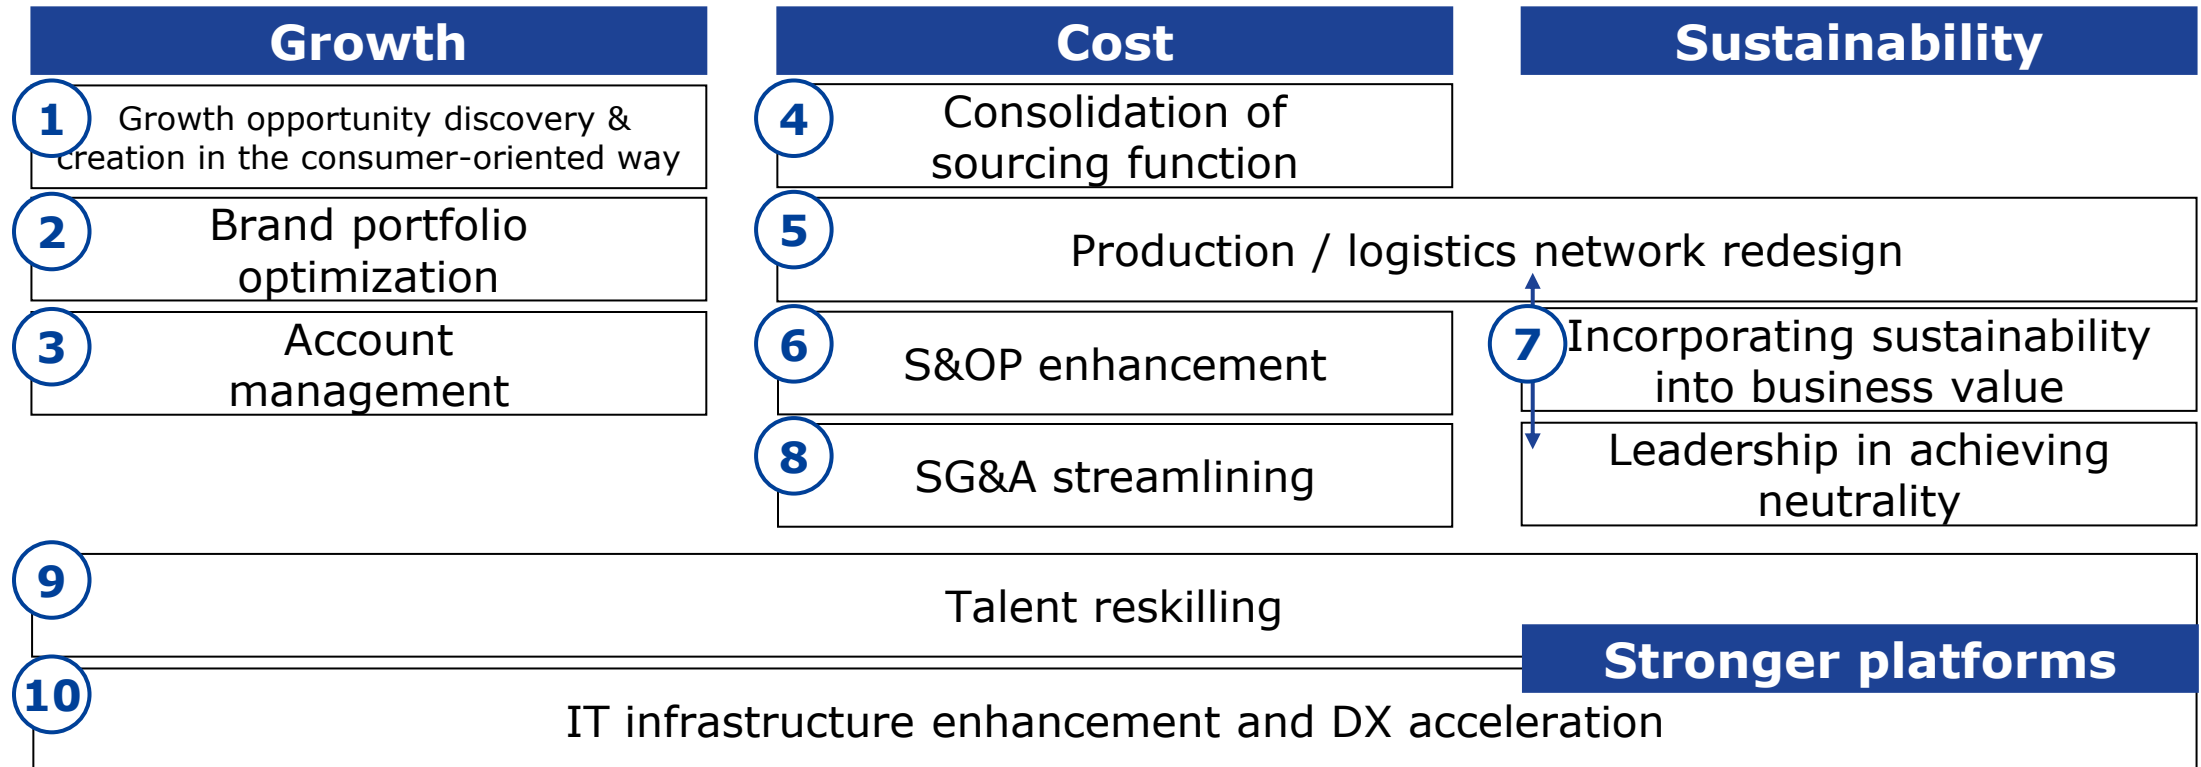 Growth
Cost
Sustainability
1
Growth opportunity discovery &
creation in the consumer-oriented way
4
Consolidation of
sourcing function
2
Brand portfolio
optimization
5
Production / logistics network redesign
3
Account
management
6
S&OP enhancement
7
Incorporating sustainability
into business value
8
SG&A streamlining
Leadership in achieving
neutrality
9
Talent reskilling
Stronger platforms
10
IT infrastructure enhancement and DX acceleration